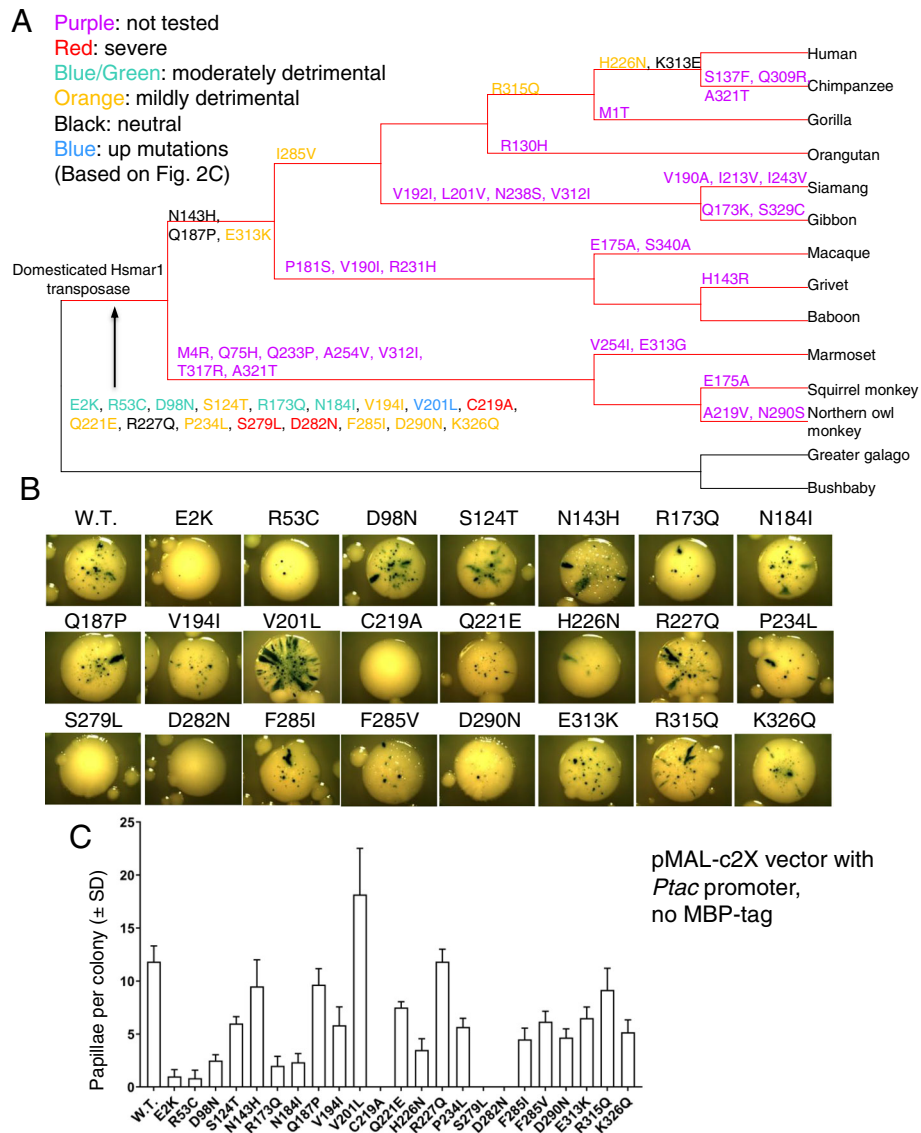 A
Purple: not tested
Red: severe
Blue/Green: moderately detrimental
Orange: mildly detrimental
Black: neutral
Blue: up mutations
(Based on Fig. 2C)
H226N, K313E
Human
S137F, Q309R
A321T
Chimpanzee
R315Q
M1T
Gorilla
R130H
Orangutan
I285V
V190A, I213V, I243V
Siamang
V192I, L201V, N238S, V312I
Q173K, S329C
Gibbon
N143H,
Q187P, E313K
E175A, S340A
Macaque
P181S, V190I, R231H
H143R
Grivet
Baboon
Domesticated Hsmar1
transposase
M4R, Q75H, Q233P, A254V, V312I,
T317R, A321T
V254I, E313G
Marmoset
E175A
Squirrel monkey
A219V, N290S
Northern owl
monkey
E2K, R53C, D98N, S124T, R173Q, N184I, V194I, V201L, C219A,
Q221E, R227Q, P234L, S279L, D282N, F285I, D290N, K326Q
Greater galago
Bushbaby
B
W.T. E2K R53C D98N S124T N143H R173Q N184I
Q187P V194I V201L C219A Q221E H226N R227Q P234L
S279L D282N F285I F285V D290N E313K R315Q K326Q
C
Papillae per colony (± SD)
25
20
15
10
5
0
W.T. E2K R53C D98N S124T N143H R173Q N184I Q187P V194I V201L C219A Q221E H226N R227Q P234L S279L D282N F285I F285V D290N E313K R315Q K326Q
pMAL-c2X vector with
Ptac promoter,
no MBP-tag